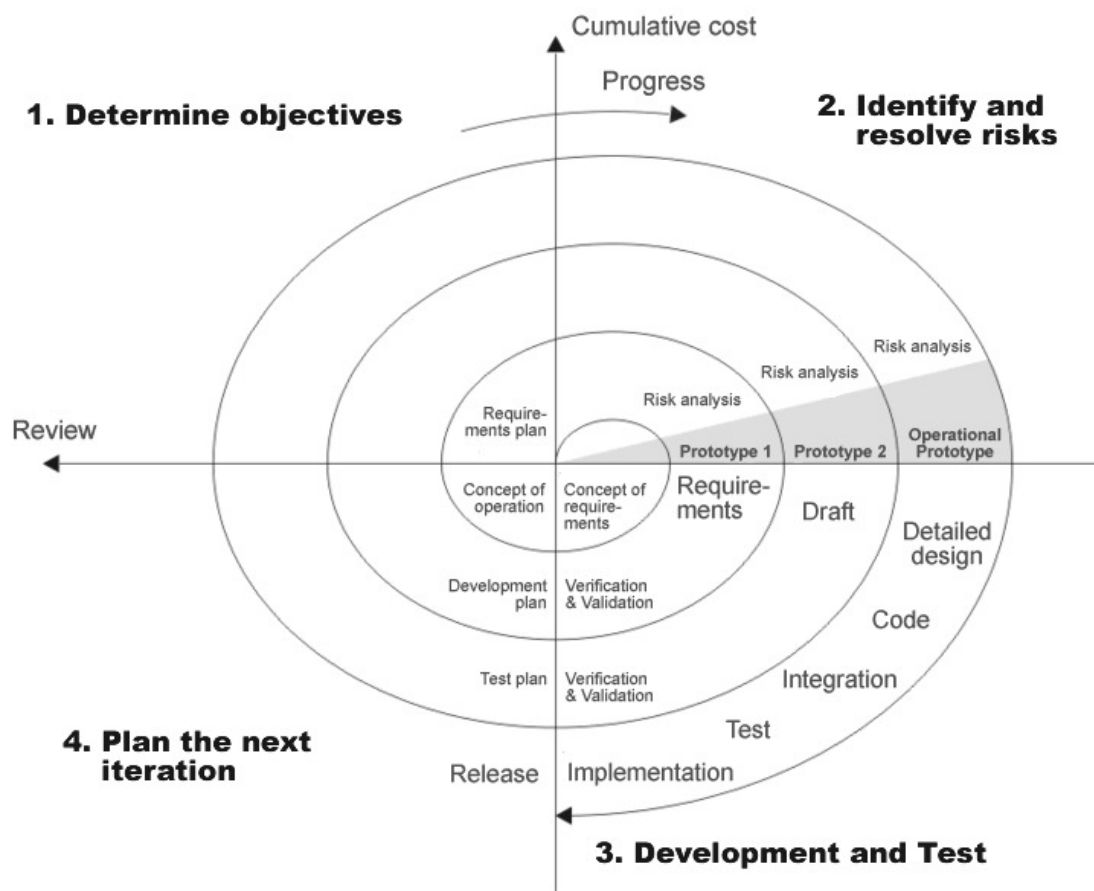 Cumulative cost
Progress
1. Determine objectives
2. Identify and
resolve risks
Risk analysis
Risk analysis
Risk analysis
Require-
ments plan
Review
Prototype 1
Prototype 2
Operational
Prototype
Concept of
operation
Concept of
require-
ments
Require-
ments
Draft
Detailed
design
Development
plan
Verification
& Validation
Code
Test plan
Verification
& Validation
Integration
Test
4. Plan the next
iteration
Release
Implementation
3. Development and Test